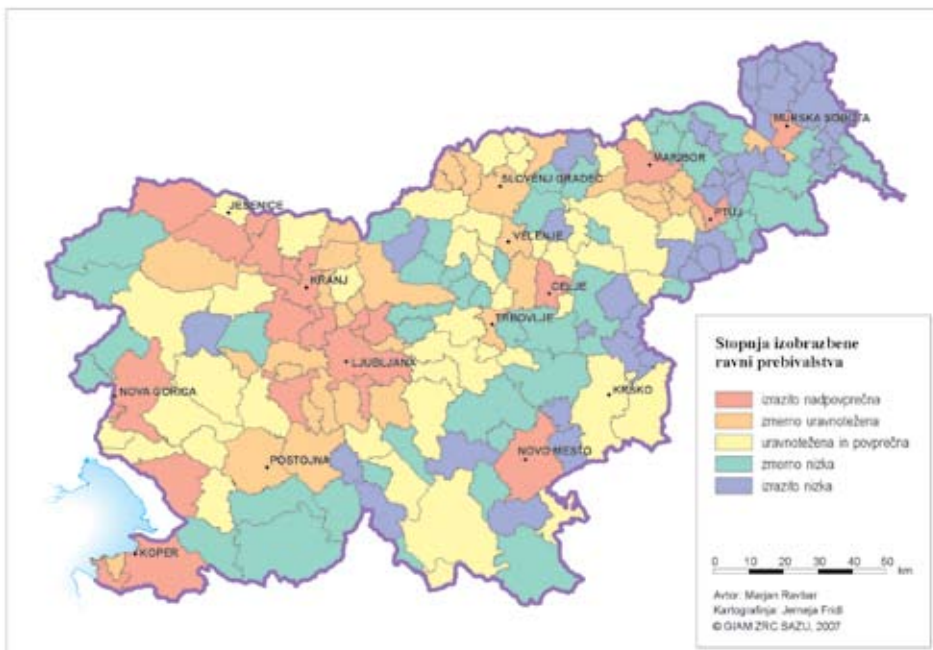 MURSKA SOBOTA
MARIBOR
SLOVENJ GRADEC
JESENICE
PTUJ
VELENJE
KRANJ
CELJE
TRBOVLJE
LJUBLJANA
NOVA GORICA
KRŠKO
NOVO MESTO
POSTOJNA
KOPER
Stopnja izobrazbene
ravni prebivalstva
izrazito nadpovprečna
zmerno uravnotežena
uravnotežena in povprečna
zmerno nizka
izrazito nizka
0 10 20 30 40 50
km
Avtor: Marjan Ravbar
Kartografinja: Jerneja Fridl
© GIAM ZRC SAZU, 2007